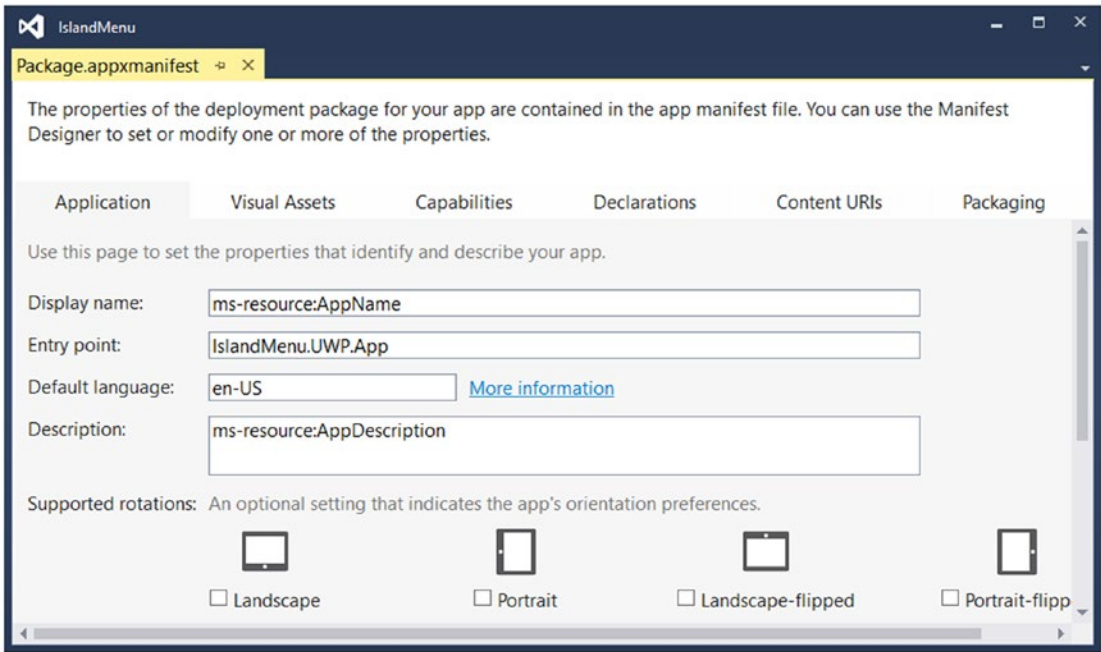 IslandMenu
Package.appxmanifest
The properties of the deployment package for your app are contained in the app manifest file. You can use the Manifest
Designer to set or modify one or more of the properties.
Application Visual Assets Capabilities Declarations Content URIs Packaging
Use this page to set the properties that identify and describe your app.
Display name: ms-resource:AppName
Entry point: IslandMenu.UWP.App
Default language: en-US More information
Description: ms-resource:AppDescription
Supported rotations: An optional setting that indicates the app's orientation preferences.
Landscape Portrait Landscape-flipped Portrait-flipp